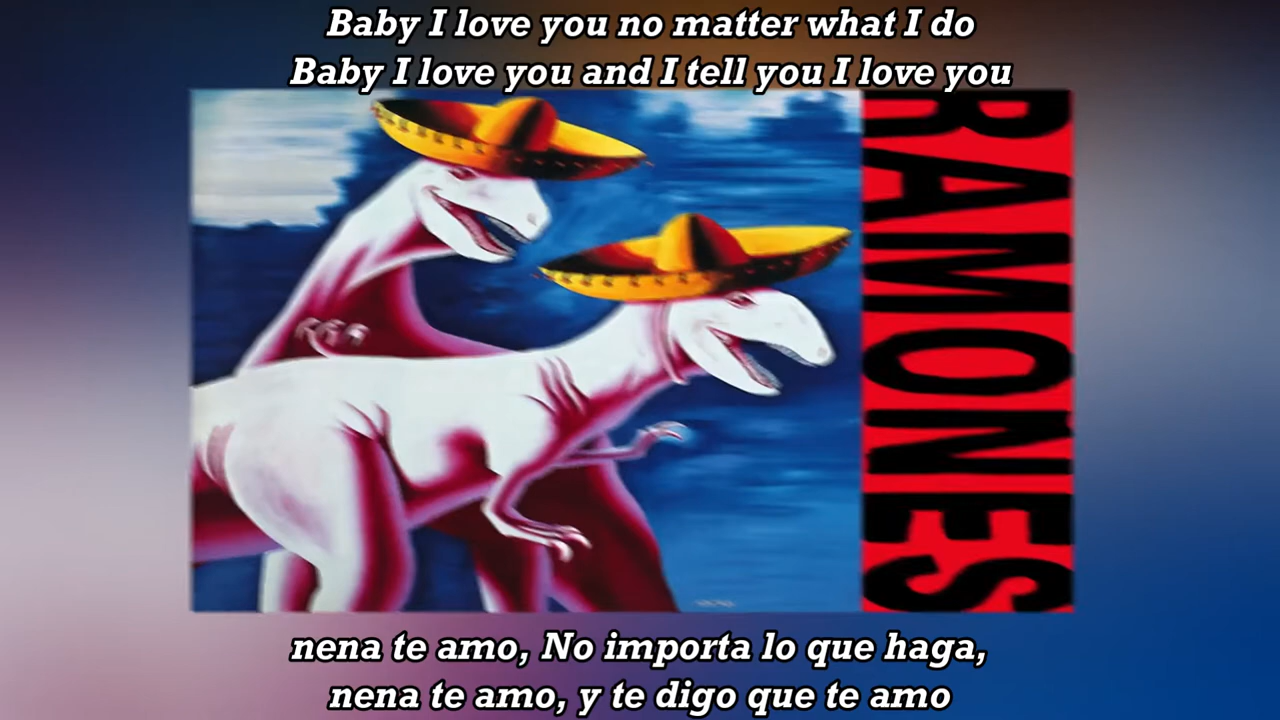 Baby I love you no matter what I do
Baby I love you and I tell you I love you
RAMONES
nena te amo, No importa lo que haga,
nena te amo, y te digo que te amo